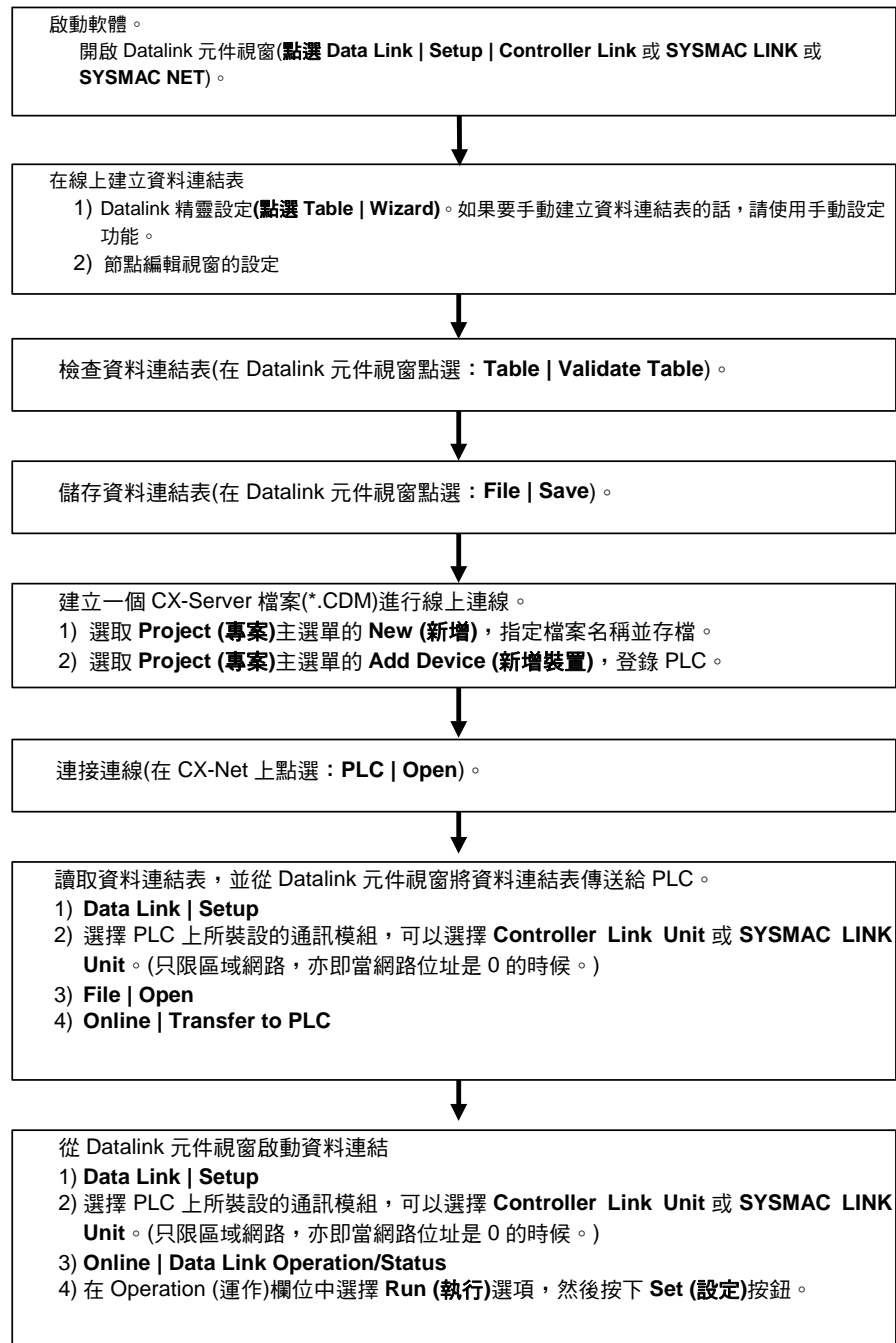 啟動軟體。
開啟 Datalink 元件視窗(點選 Data Link | Setup | Controller Link 或 SYSMAC LINK 或
SYSMAC NET)。
在線上建立資料連結表
1) Datalink 精靈設定(點選 Table | Wizard)。如果要手動建立資料連結表的話，請使用手動設定
功能。
2) 節點編輯視窗的設定
檢查資料連結表(在 Datalink 元件視窗點選：Table | Validate Table)。
儲存資料連結表(在 Datalink 元件視窗點選：File | Save)。
建立一個 CX-Server 檔案(*.CDM)進行線上連線。
1) 選取 Project (專案)主選單的 New (新增)，指定檔案名稱並存檔。
2) 選取 Project (專案)主選單的 Add Device (新增裝置)，登錄 PLC。
連接連線(在 CX-Net 上點選：PLC | Open)。
讀取資料連結表，並從 Datalink 元件視窗將資料連結表傳送給 PLC。
1) Data Link | Setup
2) 選擇 PLC 上所裝設的通訊模組，可以選擇 Controller Link Unit 或 SYSMAC LINK
Unit。(只限區域網路，亦即當網路位址是 0 的時候。)
3) File | Open
4) Online | Transfer to PLC
從 Datalink 元件視窗啟動資料連結
1) Data Link | Setup
2) 選擇 PLC 上所裝設的通訊模組，可以選擇 Controller Link Unit 或 SYSMAC LINK
Unit。(只限區域網路，亦即當網路位址是 0 的時候。)
3) Online | Data Link Operation/Status
4) 在 Operation (運作)欄位中選擇 Run (執行)選項，然後按下 Set (設定)按鈕。